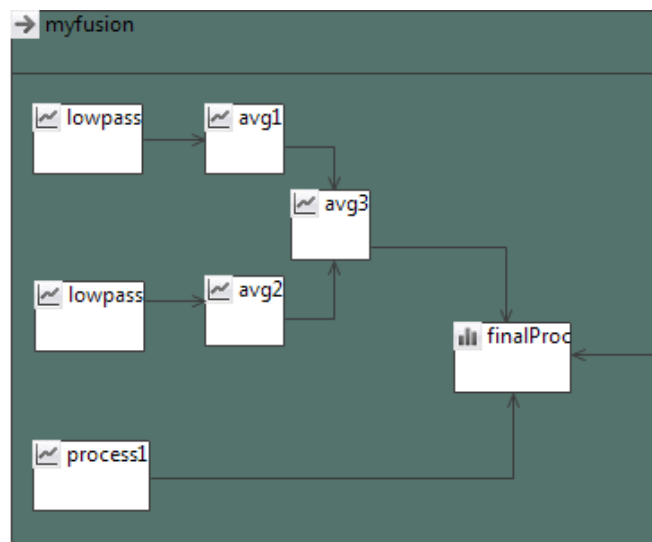 myfusion
lowpass
avg1
avg3
lowpass
avg2
finalProc
process1